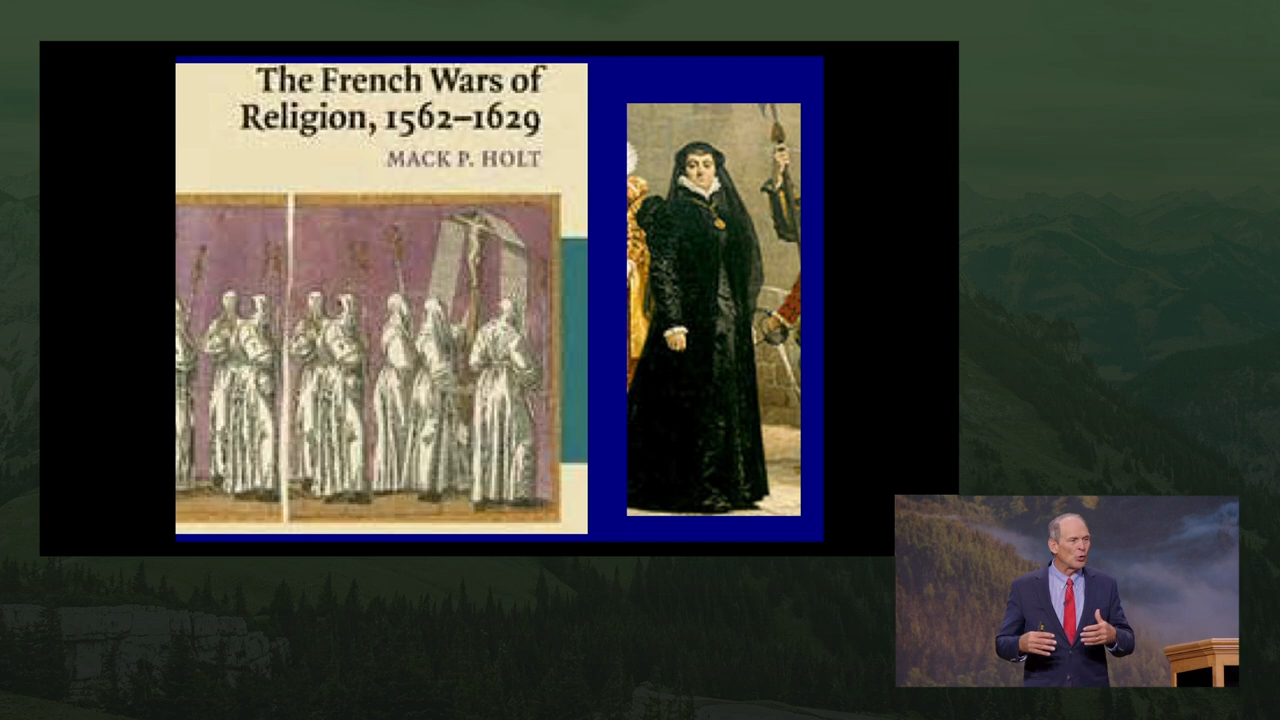 The French Wars of
Religion, 1562–1629
MACK P. HOLT